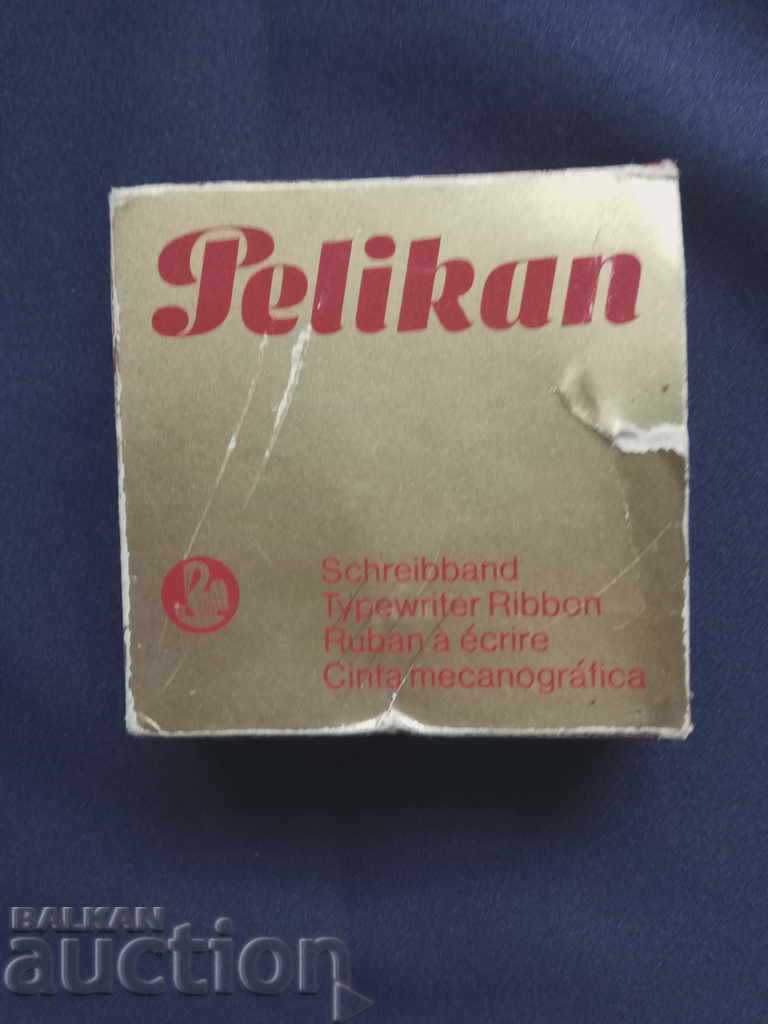 Pelikan
Schreibband
Typewriter Ribbon
Ruban à écrire
Cinta mecanográfica
BALKAN
auction